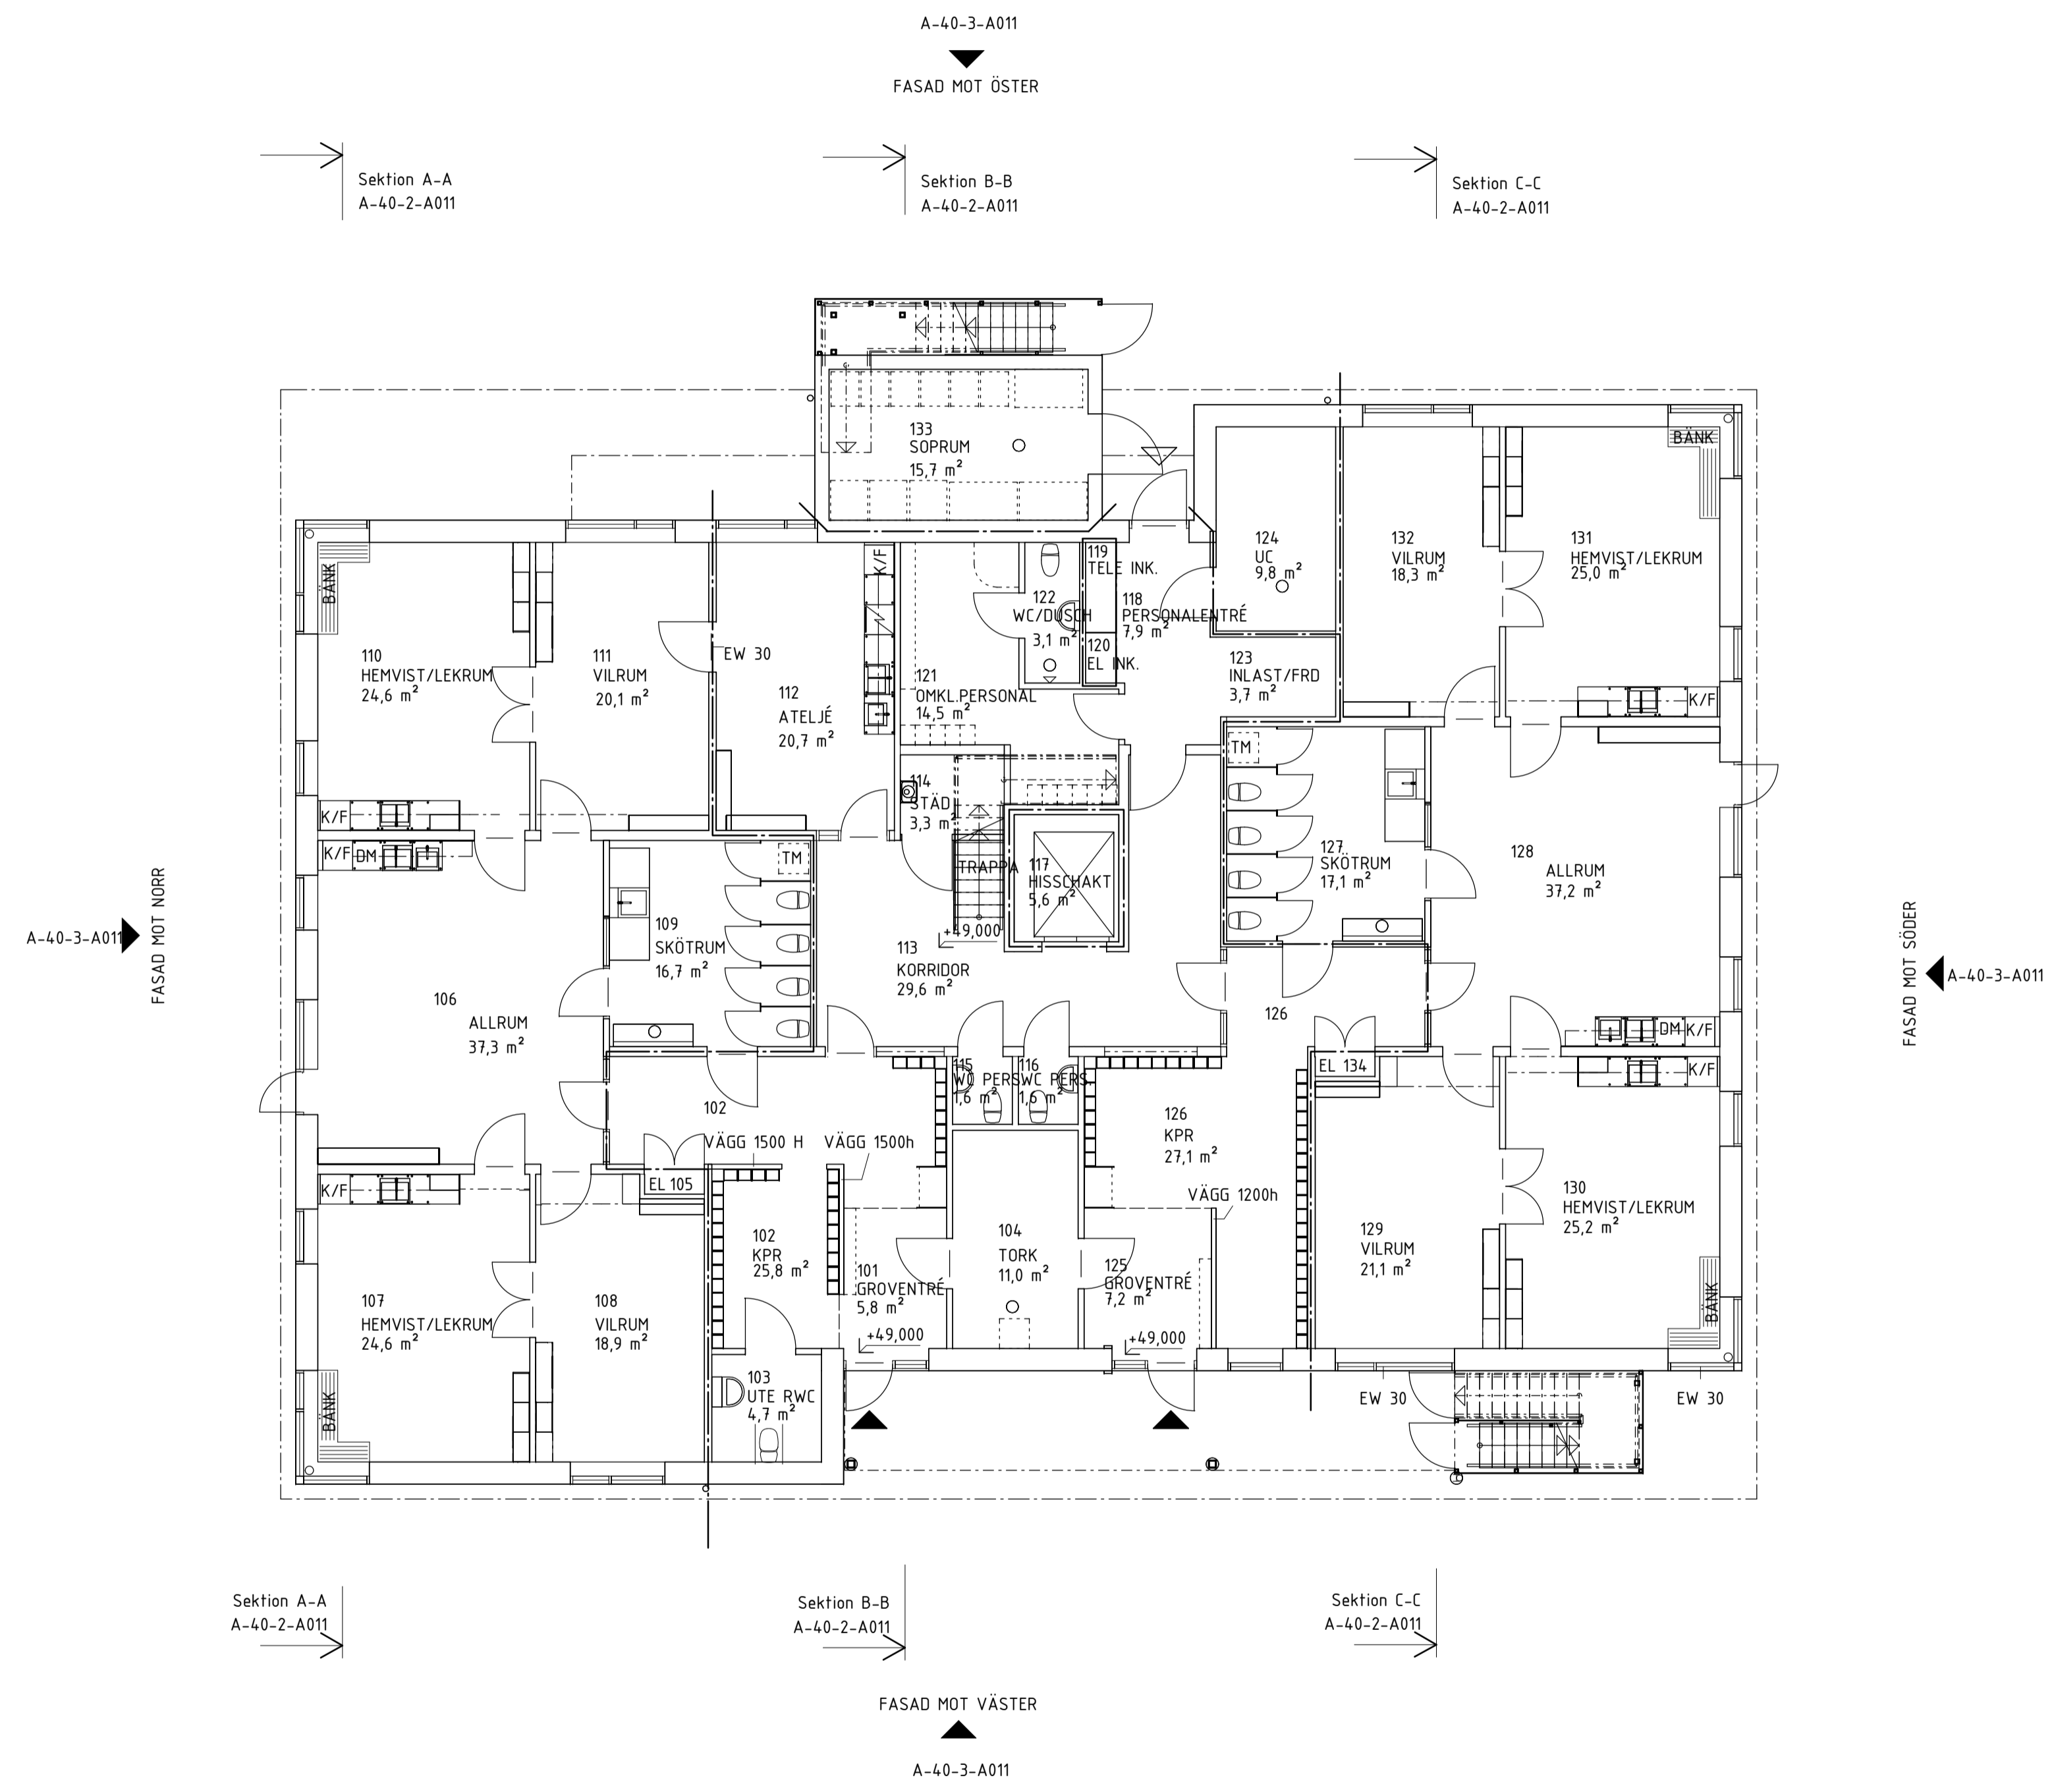 A-40-3-A011
FASAD MOT ÖSTER
Sektion A-A
A-40-2-A011
Sektion B-B
A-40-2-A011
Sektion C-C
A-40-2-A011
133
SOPRUM
15,7 m²
BÄNK
BÄNK
110
HEMVIST/LEKRUM
24,6 m²
K/F
111
VILRUM
20,1 m²
EW 30
112
ATELJÉ
20,7 m²
K/F
121
OMKL.PERSONAL
14,5 m²
122
WC/DUSCH
3,1 m²
119
TELE INK.
118
PERSONALENTRÉ
7,9 m²
120
EL INK.
124
UC
9,8 m²
123
INLAST/FRD
3,7 m²
132
VILRUM
18,3 m²
131
HEMVIST/LEKRUM
25,0 m²
K/F
K/F
DM
TM
109
SKÖTRUM
16,7 m²
106
ALLRUM
37,3 m²
114
STÄD
3,3 m²
TRAPPA
117
HISSCHAKT
5,6 m²
+49,000
113
KORRIDOR
29,6 m²
TM
127
SKÖTRUM
17,1 m²
128
ALLRUM
37,2 m²
DM
K/F
126
EL 134
K/F
A-40-3-A011
FASAD MOT NORR
FASAD MOT SÖDER
A-40-3-A011
102
VÄGG 1500 H
VÄGG 1500h
115
WC PERS.
1,6 m²
116
WC PERS.
1,6 m²
126
KPR
27,1 m²
VÄGG 1200h
K/F
EL 105
102
KPR
25,8 m²
101
GROVENTRÉ
5,8 m²
+49,000
104
TORK
11,0 m²
125
GROVENTRÉ
7,2 m²
+49,000
129
VILRUM
21,1 m²
130
HEMVIST/LEKRUM
25,2 m²
BÄNK
107
HEMVIST/LEKRUM
24,6 m²
BÄNK
108
VILRUM
18,9 m²
103
UTE RWC
4,7 m²
EW 30
EW 30
Sektion A-A
A-40-2-A011
Sektion B-B
A-40-2-A011
Sektion C-C
A-40-2-A011
FASAD MOT VÄSTER
A-40-3-A011